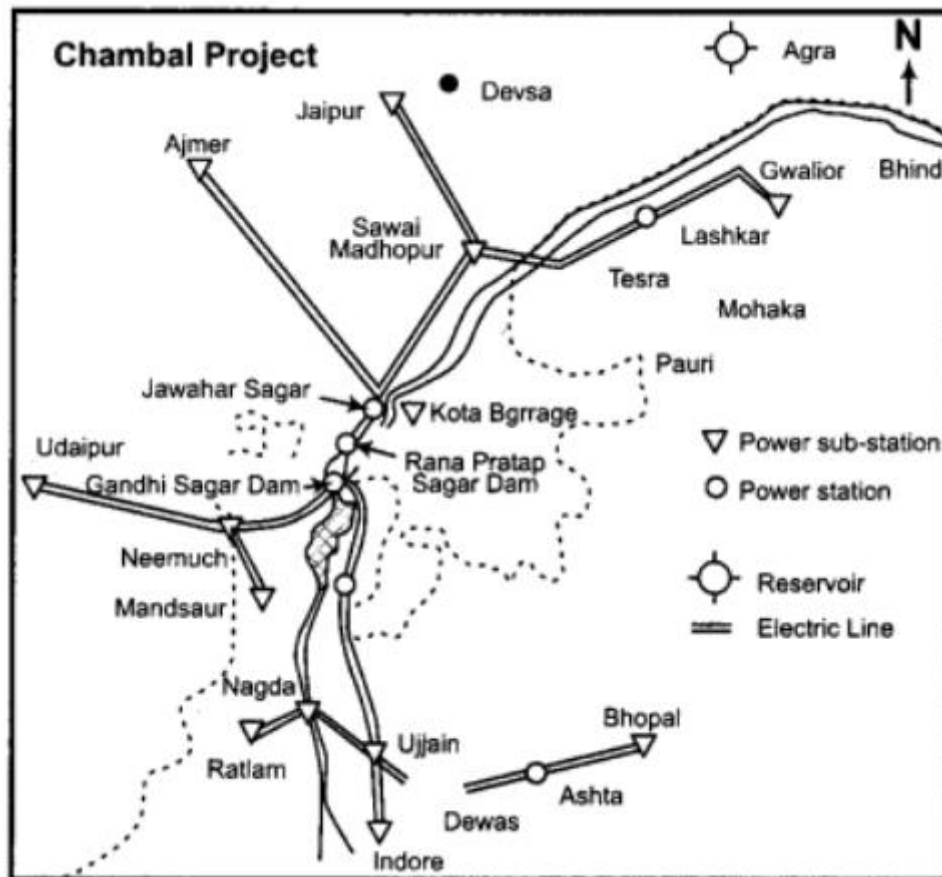 Chambal Project
Agra
N
Devsa
Jaipur
Ajmer
Gwalior
Bhind
Sawai
Madhopur
Lashkar
Tesra
Mohaka
Pauri
Jawahar Sagar
Kota Bgrrage
Udaipur
Rana Pratap
Sagar Dam
Gandhi Sagar Dam
Power sub-station
Power station
Neemuch
Mandsaur
Reservoir
Electric Line
Nagda
Bhopal
Ujjain
Ratlam
Ashta
Dewas
Indore